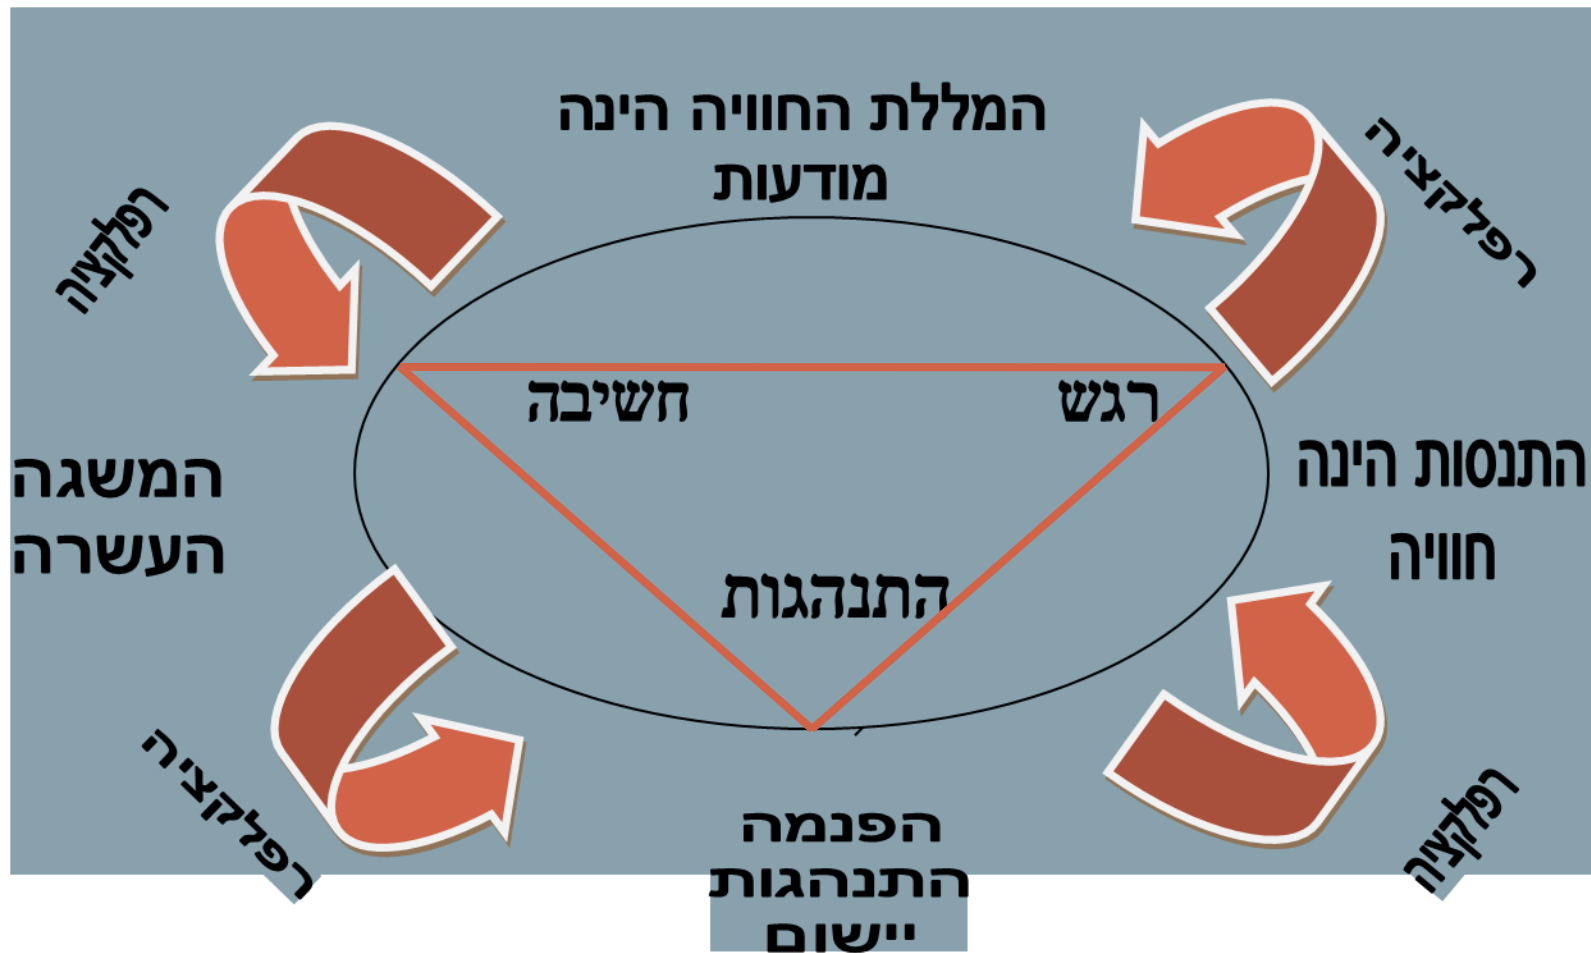 המללת החוויה הינה
מודעות
רפלקציה
רפלקציה
רגש
חשיבה
התנסות הינה
חוויה
המשגה
העשרה
התנהגות
רפלקציה
רפלקציה
הפנמה
התנהגות
יישום